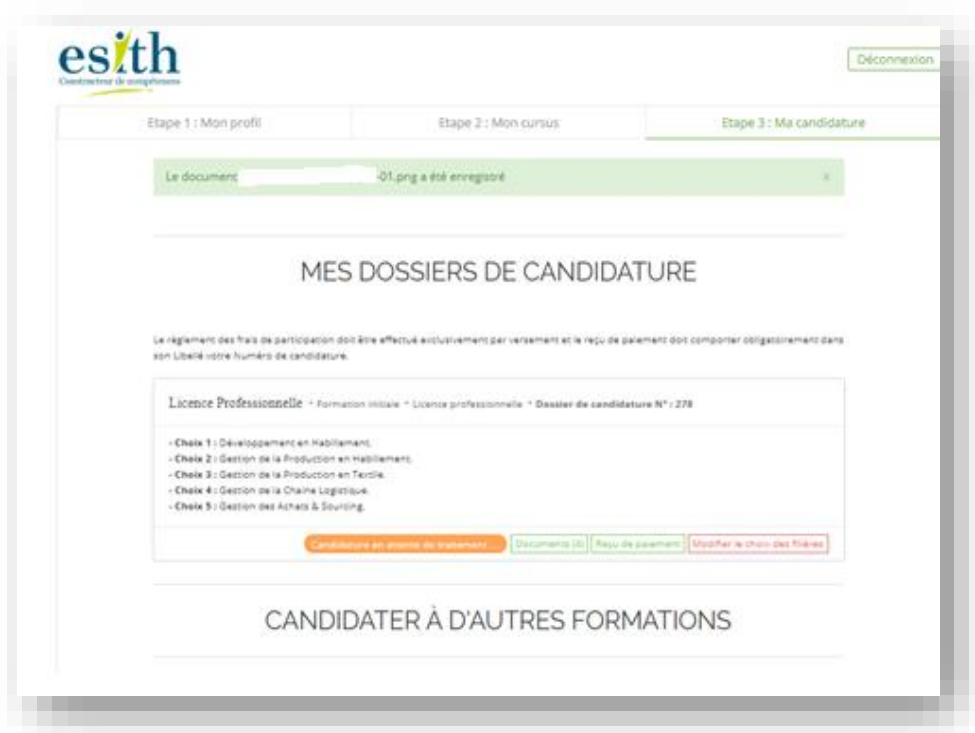 esith
Constructeur de compétences
Déconnexion
Etape 1 : Mon profil
Etape 2 : Mon cursus
Etape 3 : Ma candidature
Le document -01.png a été enregistré x
MES DOSSIERS DE CANDIDATURE
Le règlement des frais de participation doit être effectué exclusivement par versement et le reçu de paiement doit comporter obligatoirement dans
son Libellé votre Numéro de candidature.
Licence Professionnelle - Formation initiale - Licence professionnelle - Dossier de candidature N° : 278
- Choix 1 : Développement en Habillement.
- Choix 2 : Gestion de la Production en Habillement.
- Choix 3 : Gestion de la Production en Textile.
- Choix 4 : Gestion de la Chaine Logistique.
- Choix 5 : Gestion des Achats & Sourcing.
Candidature en attente de traitement ... Documents Reçu de paiement Modifier le choix des filières
CANDIDATER À D'AUTRES FORMATIONS